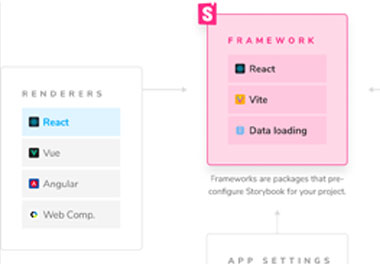 RENDERERS
React
Vue
Angular
Web Comp.
S
FRAMEWORK
React
Vite
Data loading
Frameworks are packages that pre-
configure Storybook for your project.
APP SETTINGS